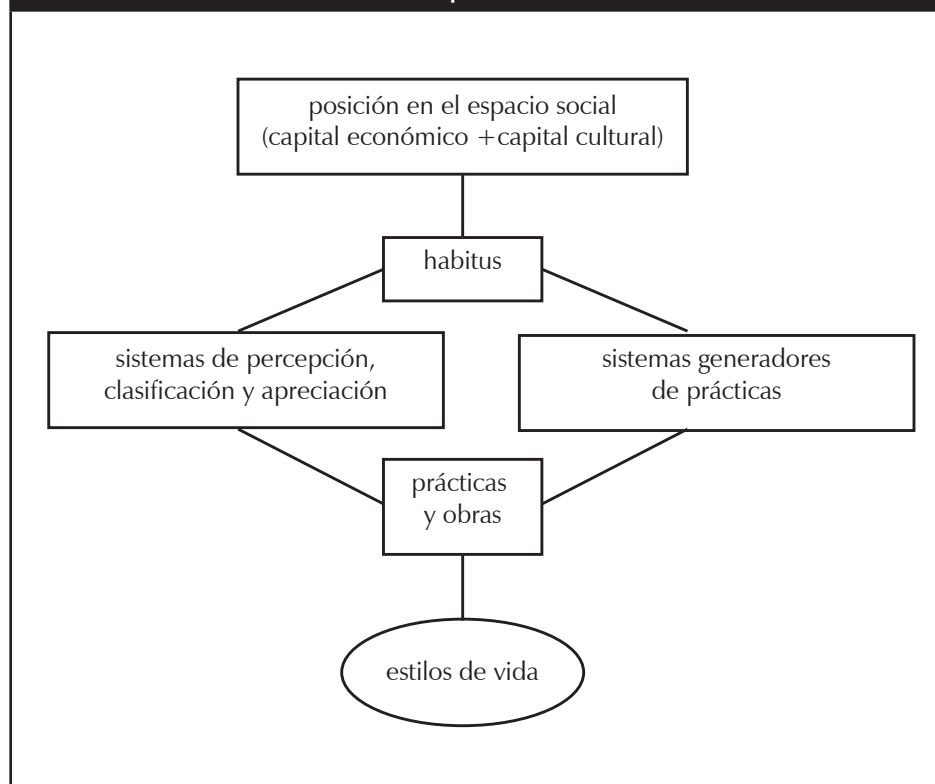 posición en el espacio social
(capital económico +capital cultural)
habitus
sistemas de percepción,
clasificación y apreciación
sistemas generadores
de prácticas
prácticas
y obras
estilos de vida